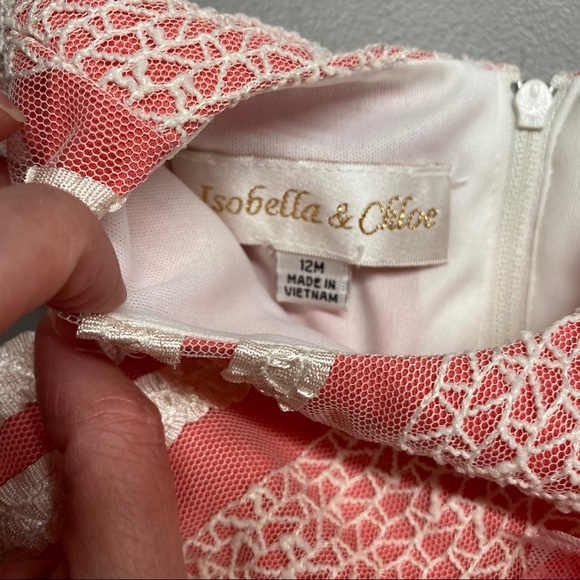 Isobella & Chloe
12M
MADE IN
VIETNAM